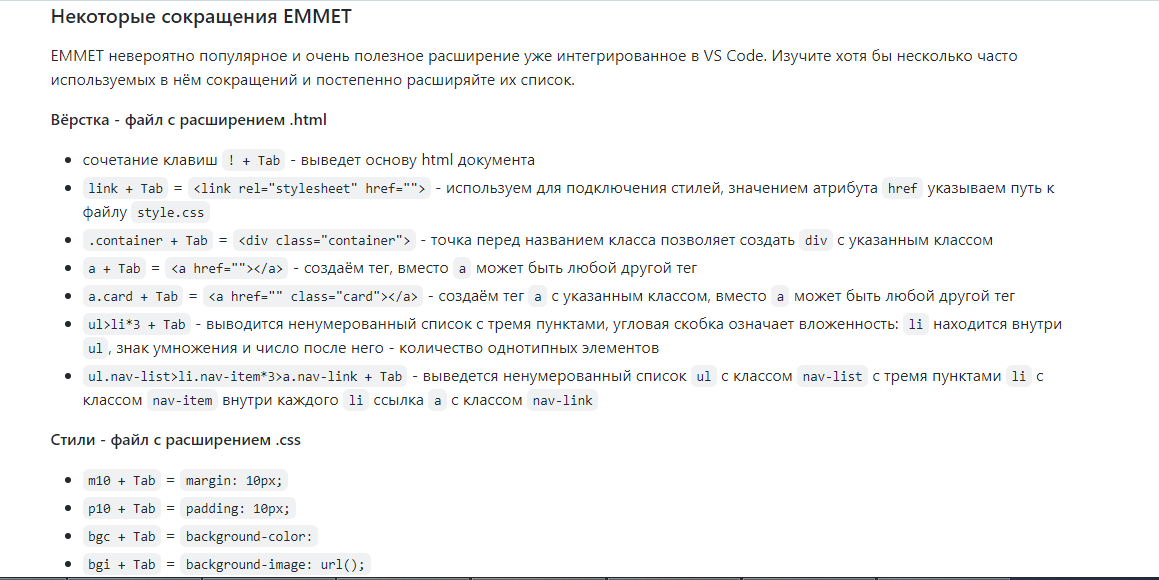 Некоторые сокращения EMMET
EMMET невероятно популярное и очень полезное расширение уже интегрированное в VS Code. Изучите хотя бы несколько часто
используемых в нём сокращений и постепенно расширяйте их список.
Вёрстка - файл с расширением .html
сочетание клавиш ! + Tab - выведет основу html документа
link + Tab = <link rel="stylesheet" href=""> - используем для подключения стилей, значением атрибута href указываем путь к
файлу style.css
.container + Tab = <div class="container"> - точка перед названием класса позволяет создать div с указанным классом
a + Tab = <a href=""></a> - создаём тег, вместо a может быть любой другой тег
a.card + Tab = <a href="" class="card"></a> - создаём тег a с указанным классом, вместо a может быть любой другой тег
ul>li*3 + Tab - выводится ненумерованный список с тремя пунктами, угловая скобка означает вложенность: li находится внутри
ul, знак умножения и число после него - количество однотипных элементов
ul.nav-list>li.nav-item*3>a.nav-link + Tab - выведется ненумерованный список ul с классом nav-list с тремя пунктами li с
классом nav-item внутри каждого li ссылка a с классом nav-link
Стили - файл с расширением .css
m10 + Tab = margin: 10px;
p10 + Tab = padding: 10px;
bgc + Tab = background-color:
bgi + Tab = background-image: url();